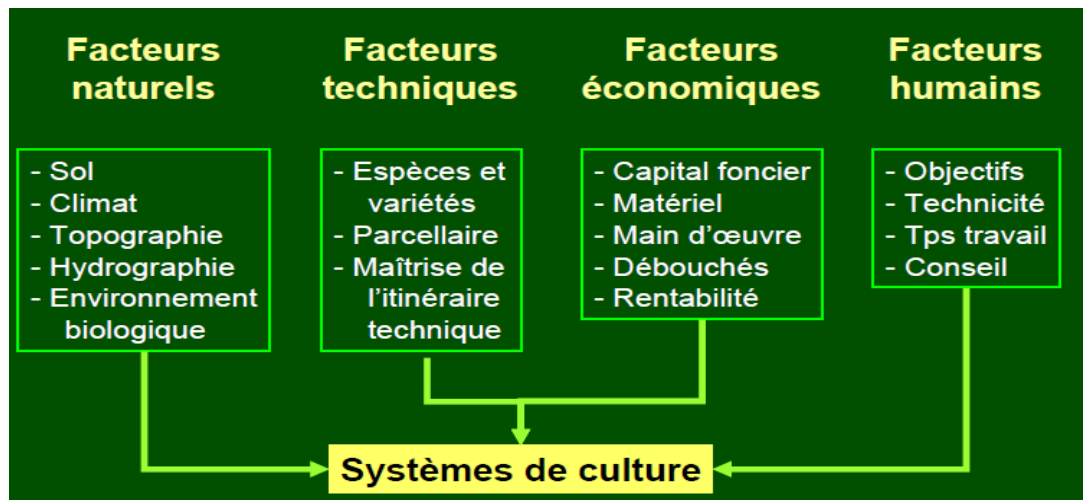 Facteurs
naturels
- Sol
- Climat
- Topographie
- Hydrographie
- Environnement
biologique
Facteurs
techniques
- Espèces et
variétés
- Parcellaire
- Maîtrise de
l'itinéraire
technique
Facteurs
économiques
- Capital foncier
- Matériel
- Main d'œuvre
- Débouchés
- Rentabilité
Facteurs
humains
- Objectifs
- Technicité
- Tps travail
- Conseil
Systèmes de culture